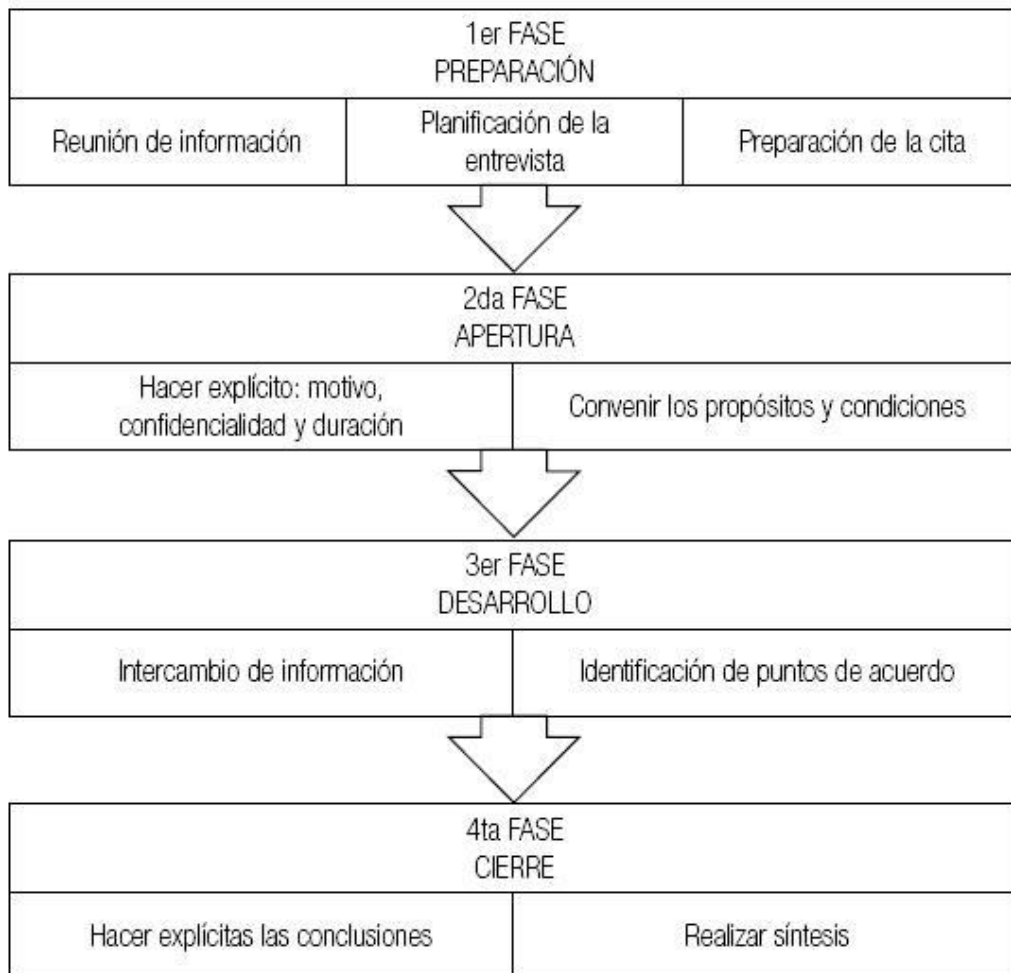 1er FASE
PREPARACIÓN
Reunión de información
Planificación de la
entrevista
Preparación de la cita
2da FASE
APERTURA
Hacer explícito: motivo,
confidencialidad y duración
Convenir los propósitos y condiciones
3er FASE
DESARROLLO
Intercambio de información
Identificación de puntos de acuerdo
4ta FASE
CIERRE
Hacer explícitas las conclusiones
Realizar síntesis